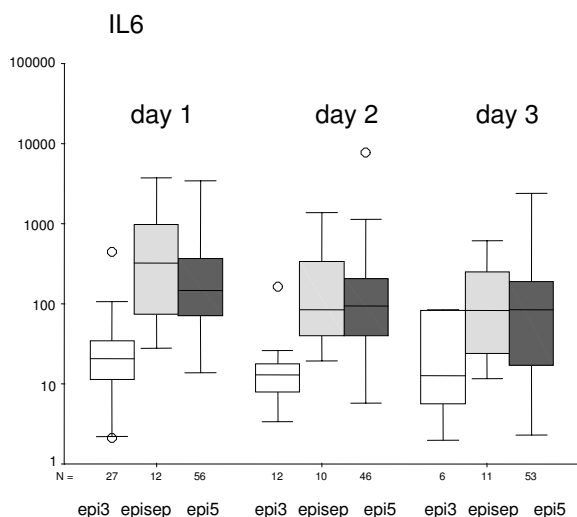 IL6
100000
day 1 day 2 day 3
10000
1000
100
10
1
N = 27 12 56 12 10 46 6 11 53
epi3 episep epi5 epi3 episep epi5 epi3 episep epi5